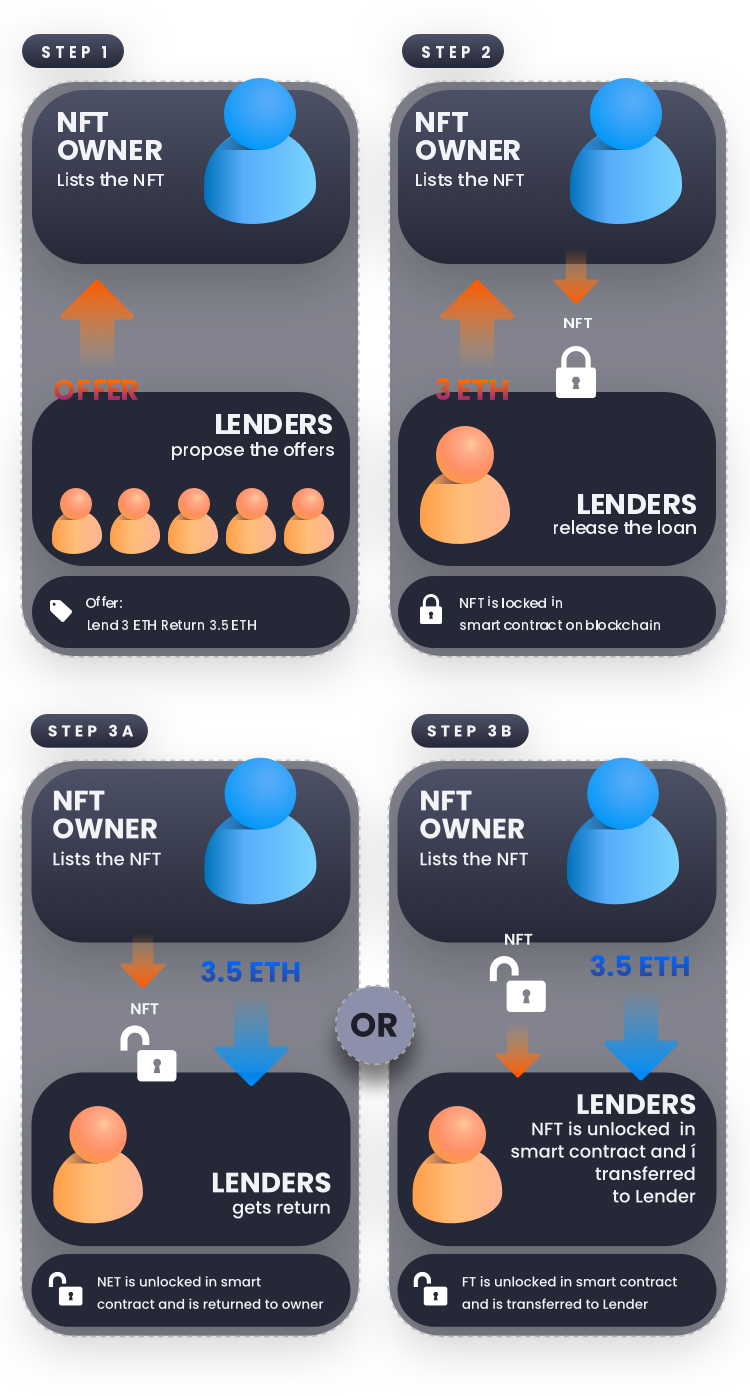 STEP 1
NFT
OWNER
Lists the NFT
OFFER
LENDERS
propose the offers
Offer:
Lend 3 ETH Return 3.5 ETH
STEP 2
NFT
OWNER
Lists the NFT
NFT
3 ETH
LENDERS
release the loan
NFT is locked in
smart contract on blockchain
STEP 3A
NFT
OWNER
Lists the NFT
3.5 ETH
NFT
LENDERS
gets return
NET is unlocked in smart
contract and is returned to owner
OR
STEP 3B
NFT
OWNER
Lists the NFT
NFT
3.5 ETH
LENDERS
NFT is unlocked in
smart contract and í
transferred
to Lender
FT is unlocked in smart contract
and is transferred to Lender